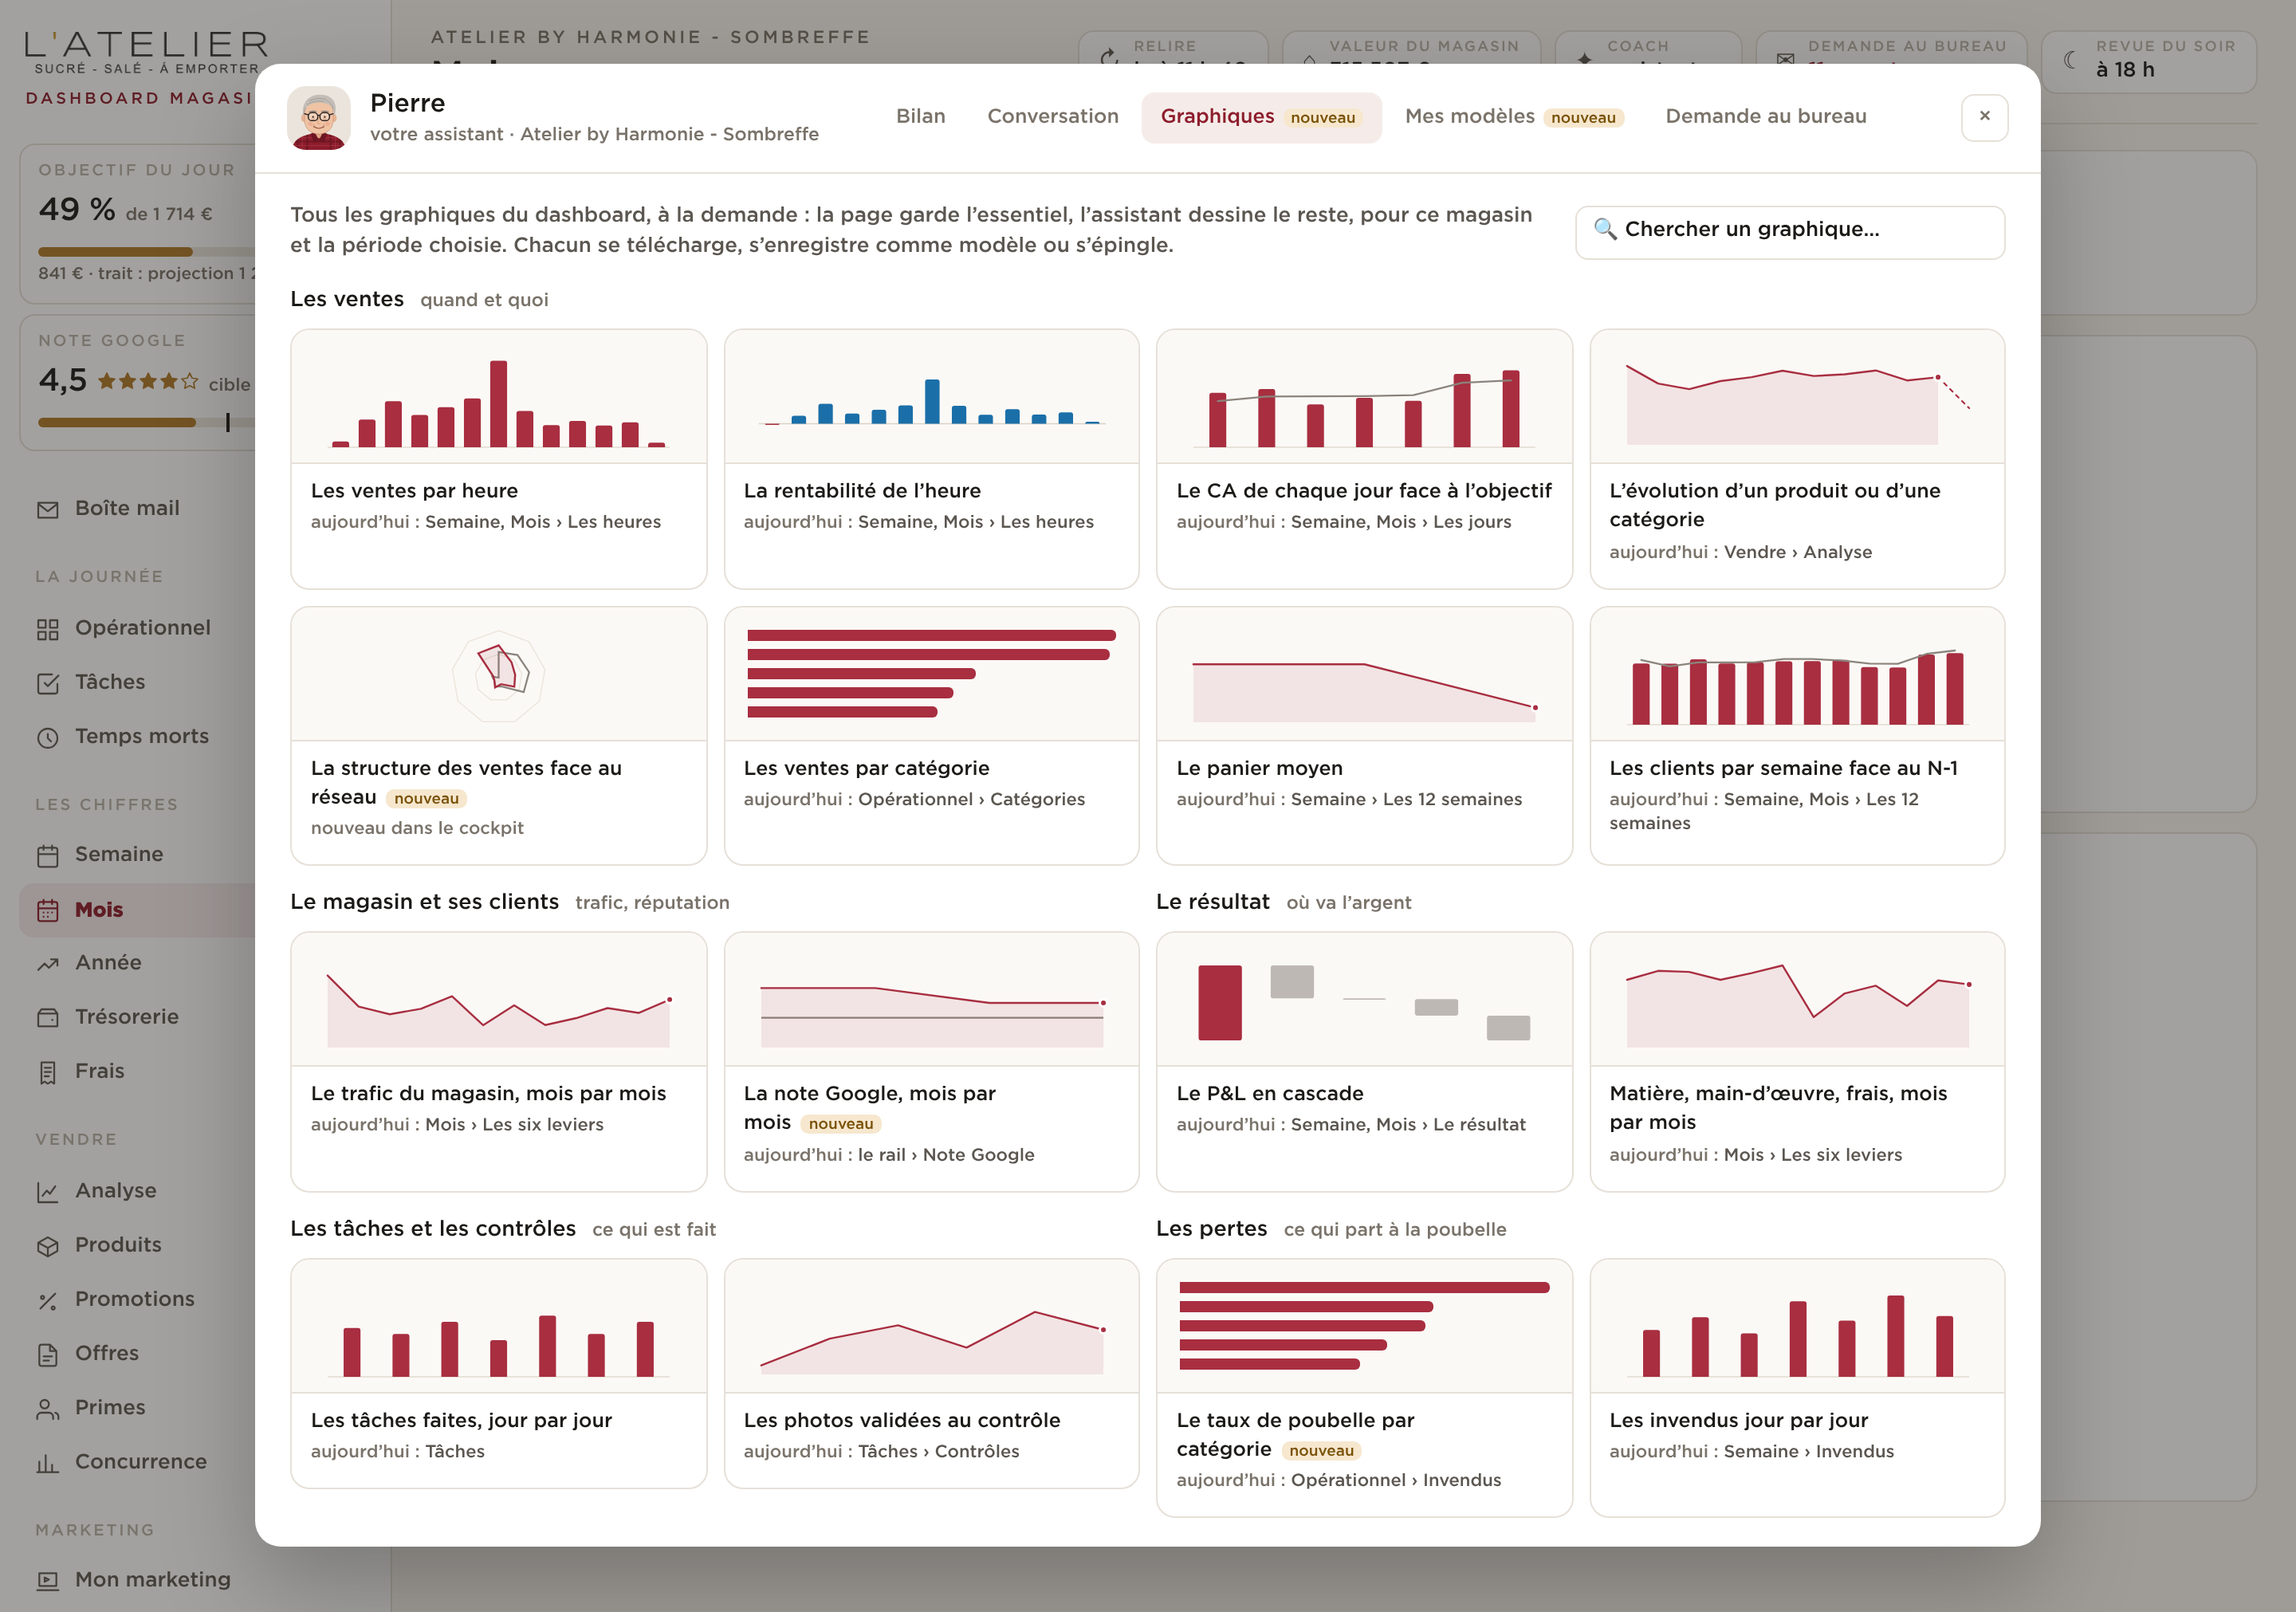 L'ATELIER
SUCRÉ - SALÉ - À EMPORTER
ATELIER BY HARMONIE - SOMBREFFE
RELIRE
VALEUR DU MAGASIN
COACH
DEMANDE AU BUREAU
REVUE DU SOIR
à 18 h
OBJECTIF DU JOUR
49 % de 1 714 €
841 € · trait : projection 1
NOTE GOOGLE
4,5 ★★★★☆ cible
Boîte mail
LA JOURNÉE
Opérationnel
Tâches
Temps morts
LES CHIFFRES
Semaine
Mois
Année
Trésorerie
Frais
VENDRE
Analyse
Produits
Promotions
Offres
Primes
Concurrence
MARKETING
Mon marketing
Pierre
votre assistant · Atelier by Harmonie - Sombreffe
Bilan
Conversation
Graphiques nouveau
Mes modèles nouveau
Demande au bureau
×
Tous les graphiques du dashboard, à la demande : la page garde l’essentiel, l’assistant dessine le reste, pour ce magasin
et la période choisie. Chacun se télécharge, s’enregistre comme modèle ou s’épingle.
🔍 Chercher un graphique...
Les ventes quand et quoi
Les ventes par heure
aujourd’hui : Semaine, Mois › Les heures
La rentabilité de l’heure
aujourd’hui : Semaine, Mois › Les heures
Le CA de chaque jour face à l’objectif
aujourd’hui : Semaine, Mois › Les jours
L’évolution d’un produit ou d’une
catégorie
aujourd’hui : Vendre › Analyse
La structure des ventes face au
réseau nouveau
nouveau dans le cockpit
Les ventes par catégorie
aujourd’hui : Opérationnel › Catégories
Le panier moyen
aujourd’hui : Semaine › Les 12 semaines
Les clients par semaine face au N-1
aujourd’hui : Semaine, Mois › Les 12
semaines
Le magasin et ses clients trafic, réputation
Le trafic du magasin, mois par mois
aujourd’hui : Mois › Les six leviers
La note Google, mois par
mois nouveau
aujourd’hui : le rail › Note Google
Le résultat où va l’argent
Le P&L en cascade
aujourd’hui : Semaine, Mois › Le résultat
Matière, main-d’œuvre, frais, mois
par mois
aujourd’hui : Mois › Les six leviers
Les tâches et les contrôles ce qui est fait
Les tâches faites, jour par jour
aujourd’hui : Tâches
Les photos validées au contrôle
aujourd’hui : Tâches › Contrôles
Les pertes ce qui part à la poubelle
Le taux de poubelle par
catégorie nouveau
aujourd’hui : Opérationnel › Invendus
Les invendus jour par jour
aujourd’hui : Semaine › Invendus